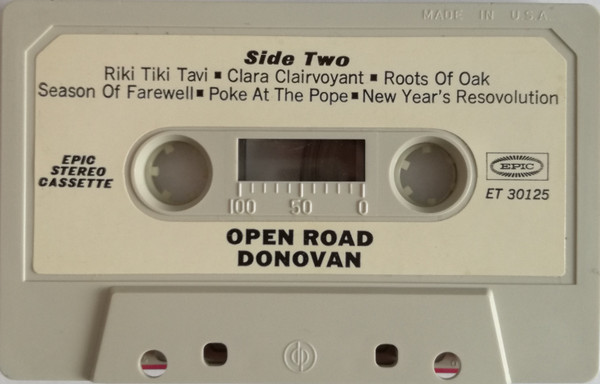 MADE IN U.S.A
Side Two
Riki Tiki Tavi ▪ Clara Clairvoyant ▪ Roots Of Oak
Season Of Farewell ▪ Poke At The Pope ▪ New Year's Resovolution
EPIC
STEREO
CASSETTE
EPIC
ET 30125
100 50 0
OPEN ROAD
DONOVAN